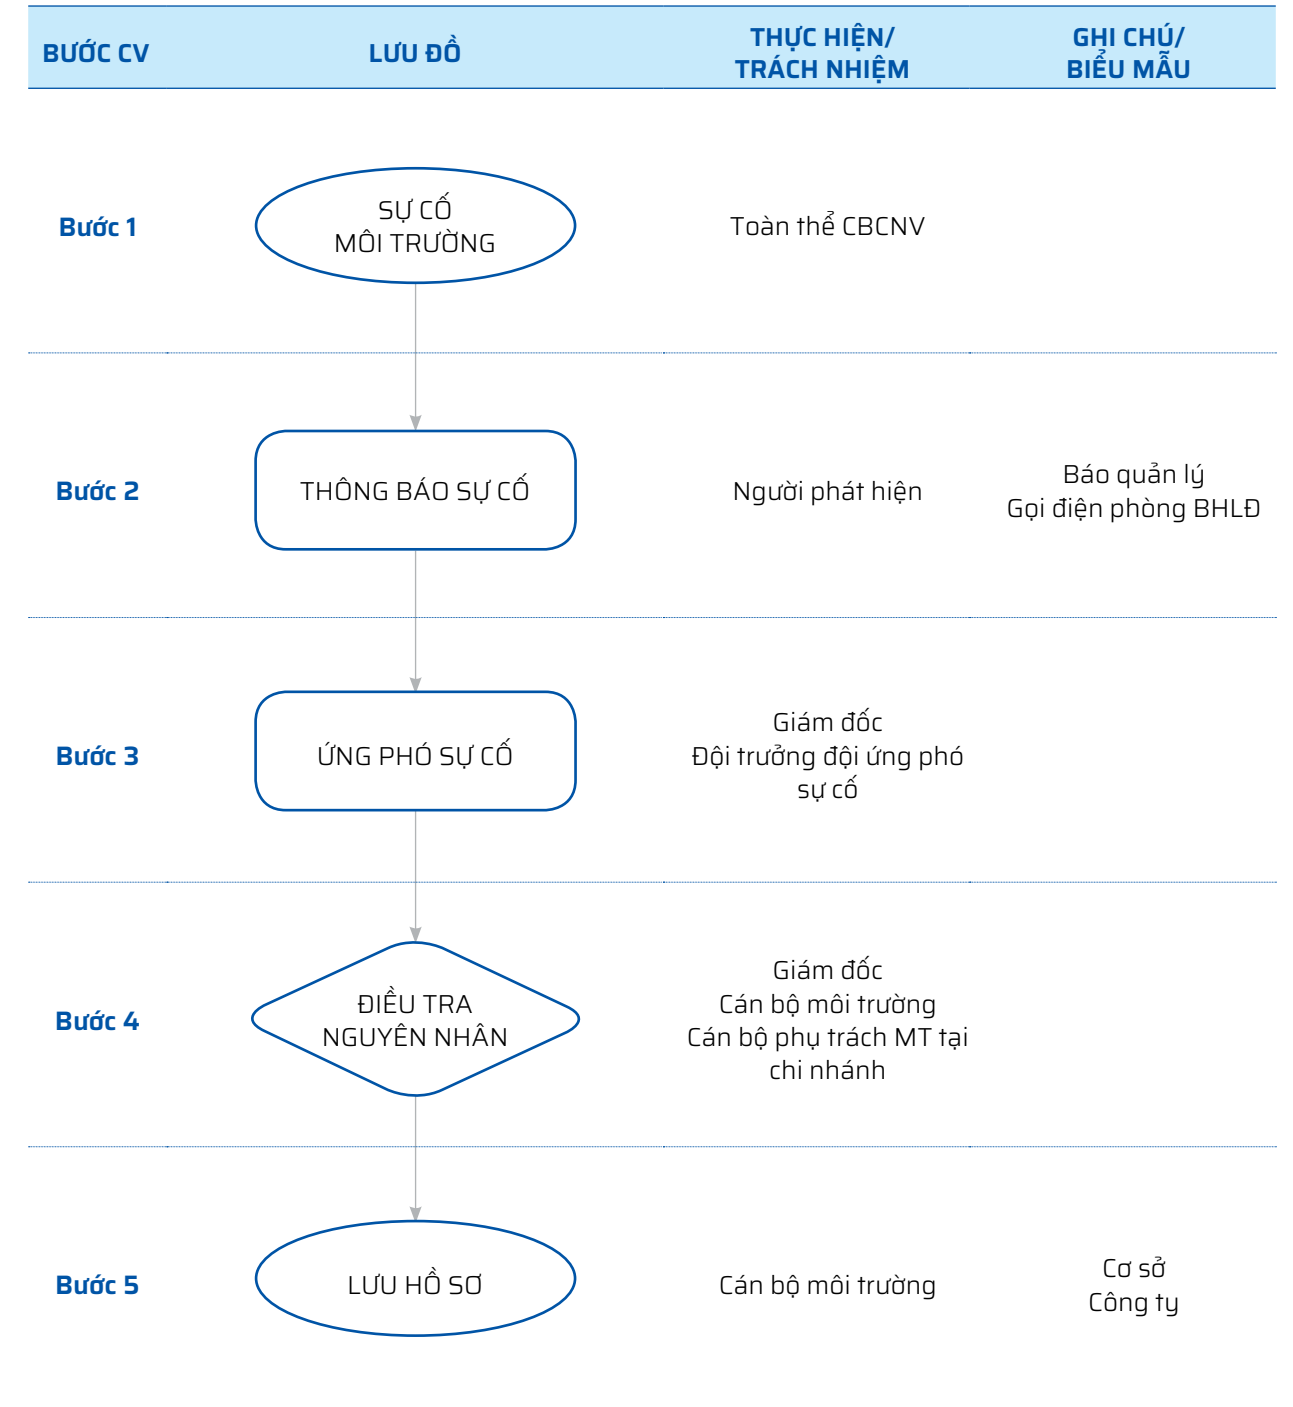 BƯỚC CV
LƯU ĐỒ
THỰC HIỆN/
TRÁCH NHIỆM
GHI CHÚ/
BIỂU MẪU
Bước 1
SỰ CỐ
MÔI TRƯỜNG
Toàn thể CBCNV
Bước 2
THÔNG BÁO SỰ CỐ
Người phát hiện
Báo quản lý
Gọi điện phòng BHLĐ
Bước 3
ỨNG PHÓ SỰ CỐ
Giám đốc
Đội trưởng đội ứng phó
sự cố
Bước 4
ĐIỀU TRA
NGUYÊN NHÂN
Giám đốc
Cán bộ môi trường
Cán bộ phụ trách MT tại
chi nhánh
Bước 5
LƯU HỒ SƠ
Cán bộ môi trường
Cơ sở
Công ty